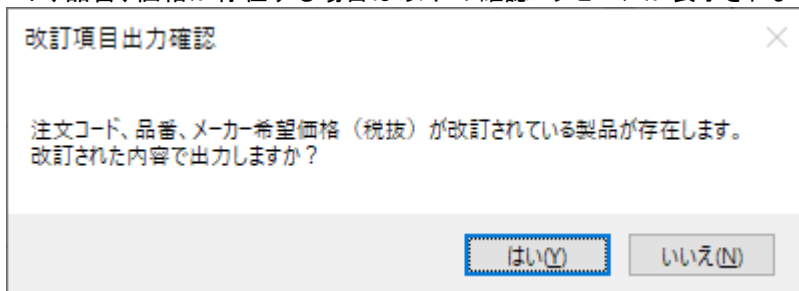 改訂項目出力確認
注文コード、品番、メーカー希望価格（税抜）が改訂されている製品が存在します。
改訂された内容で出力しますか？
はい(Y)
いいえ(N)